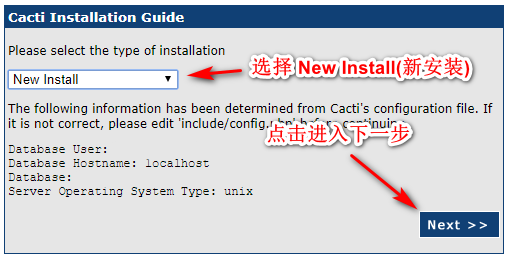 Cacti Installation Guide
Please select the type of installation
New Install
选择 New Install(新安装)
The following information has been determined from Cacti's configuration file. If
it is not correct, please edit 'include/config.php' before
点击进入下一步
Database User:
Database Hostname: localhost
Database:
Server Operating System Type: unix
Next >>